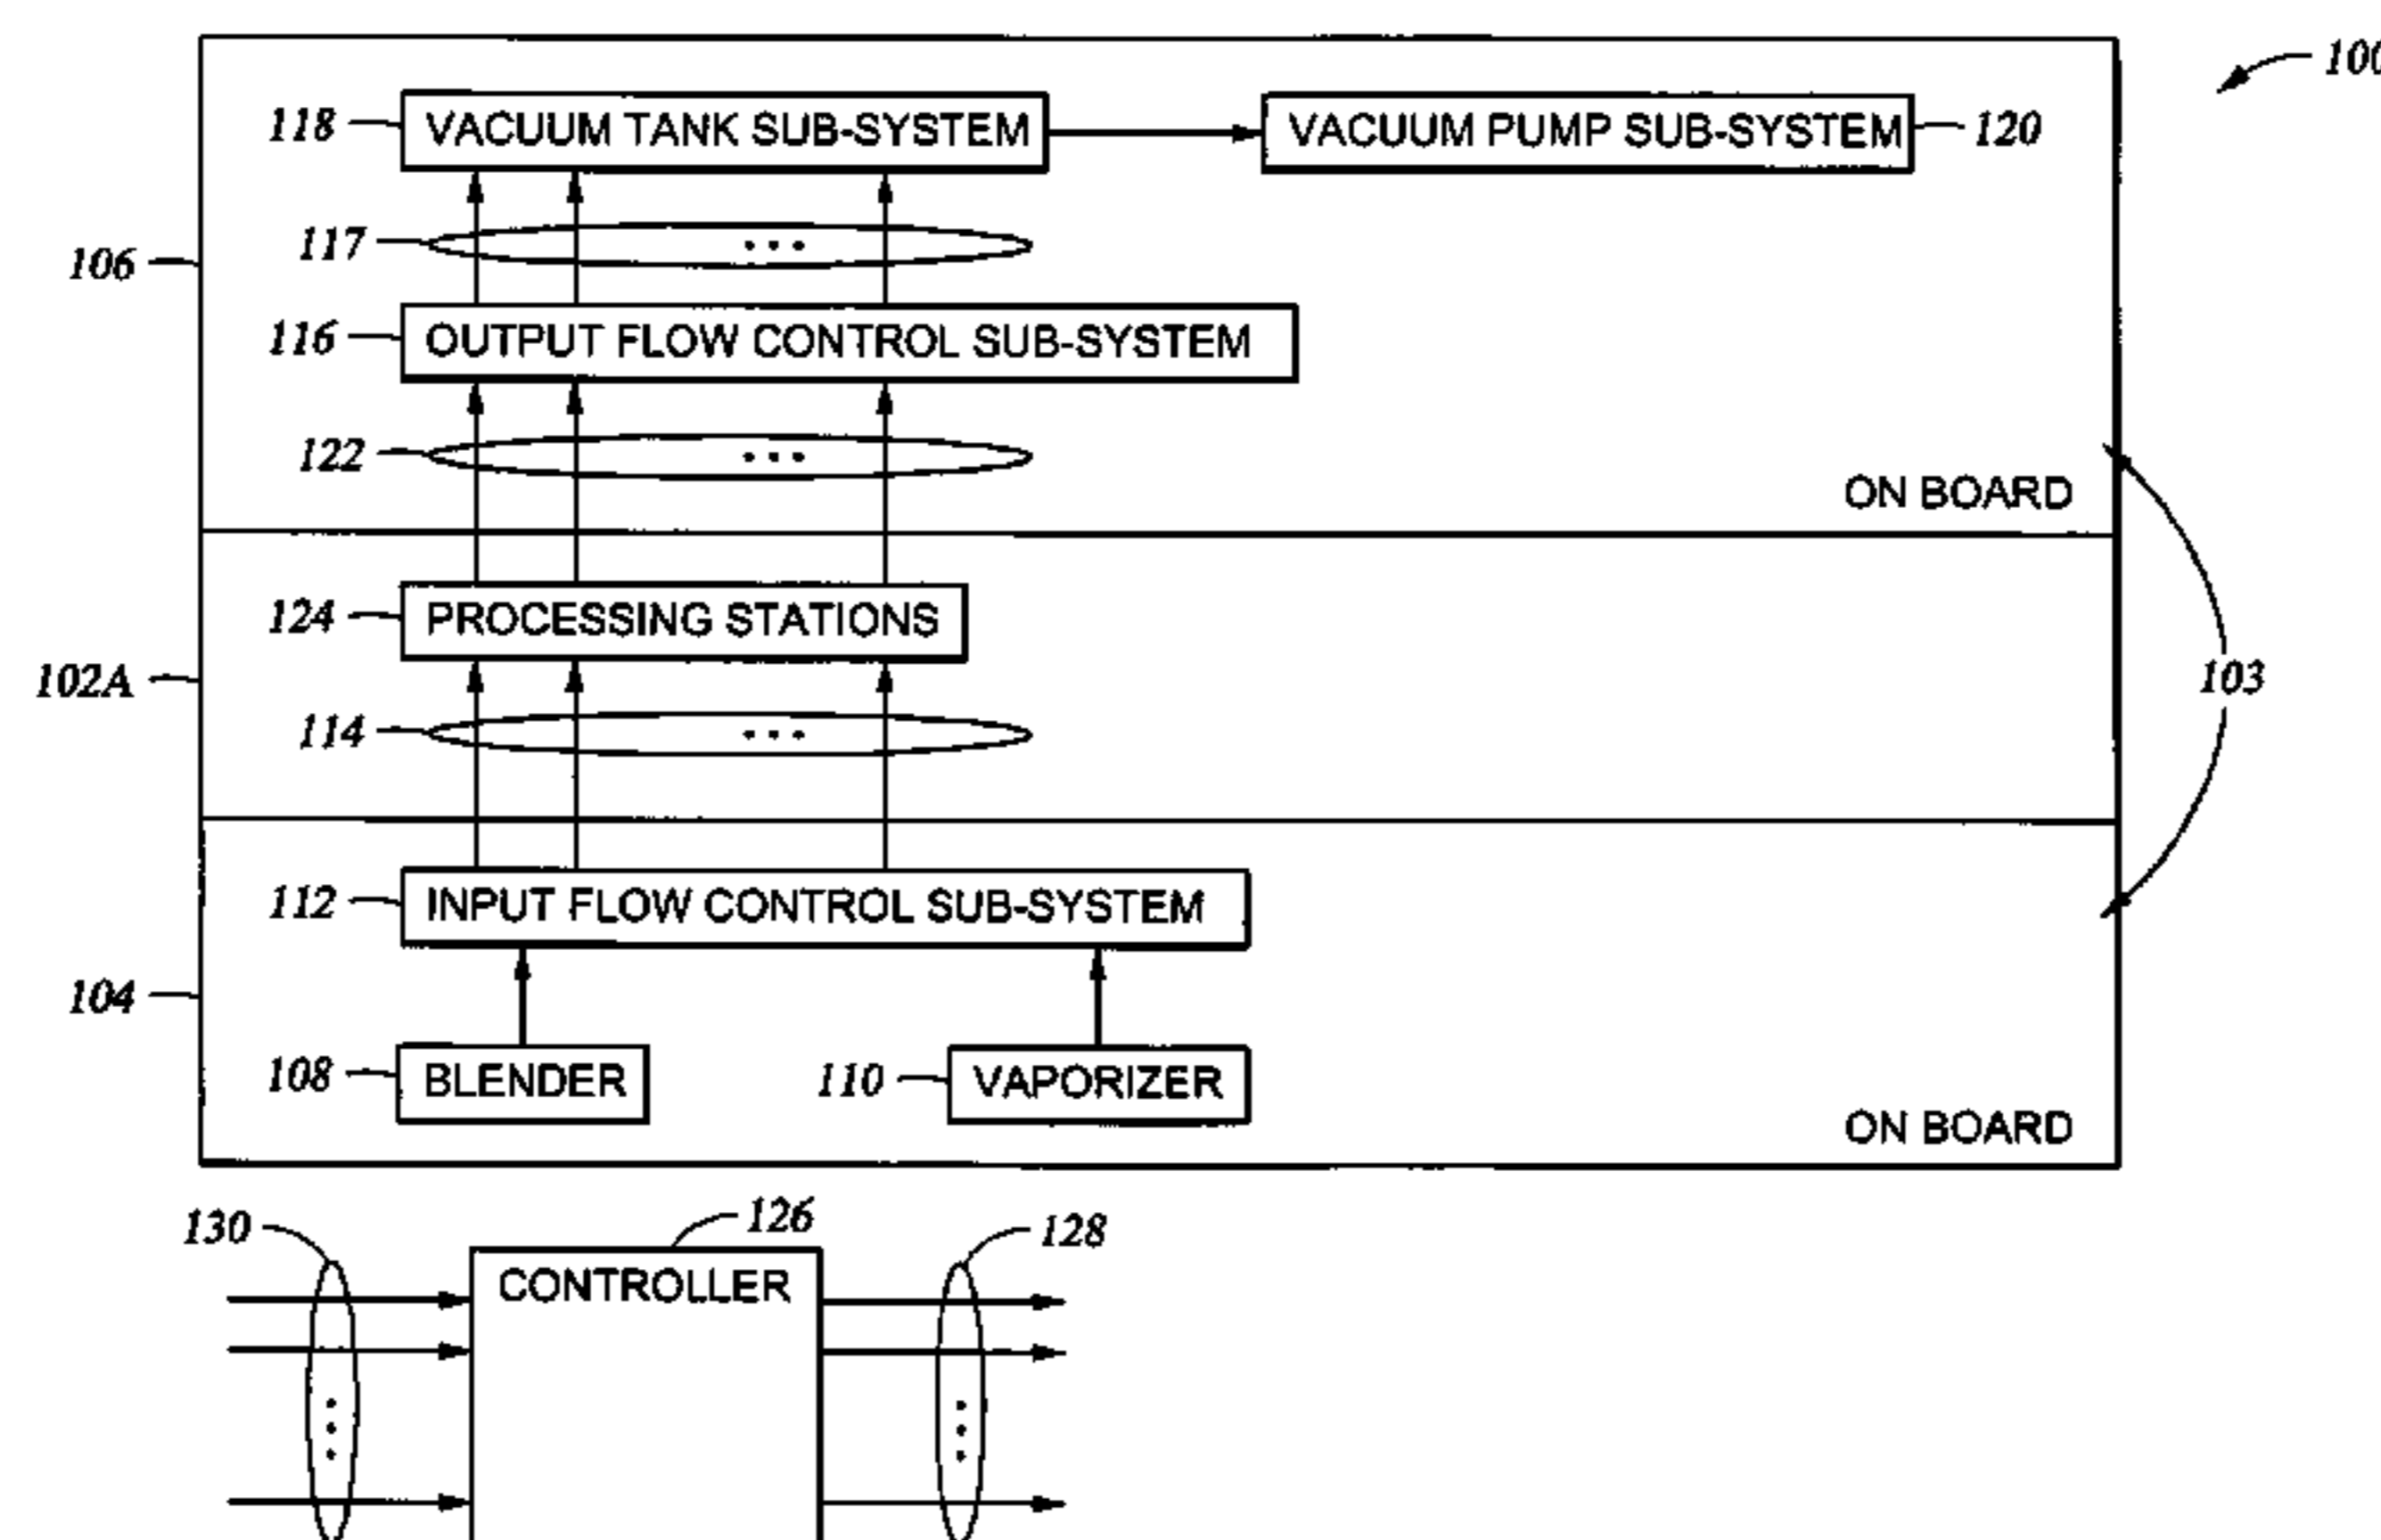 100
118 VACUUM TANK SUB-SYSTEM VACUUM PUMP SUB-SYSTEM 120
117
106
116 OUTPUT FLOW CONTROL SUB-SYSTEM
122
ON BOARD
124 PROCESSING STATIONS
102A
103
114
112 INPUT FLOW CONTROL SUB-SYSTEM
104
108 BLENDER 110 VAPORIZER
ON BOARD
130 126 128
CONTROLLER